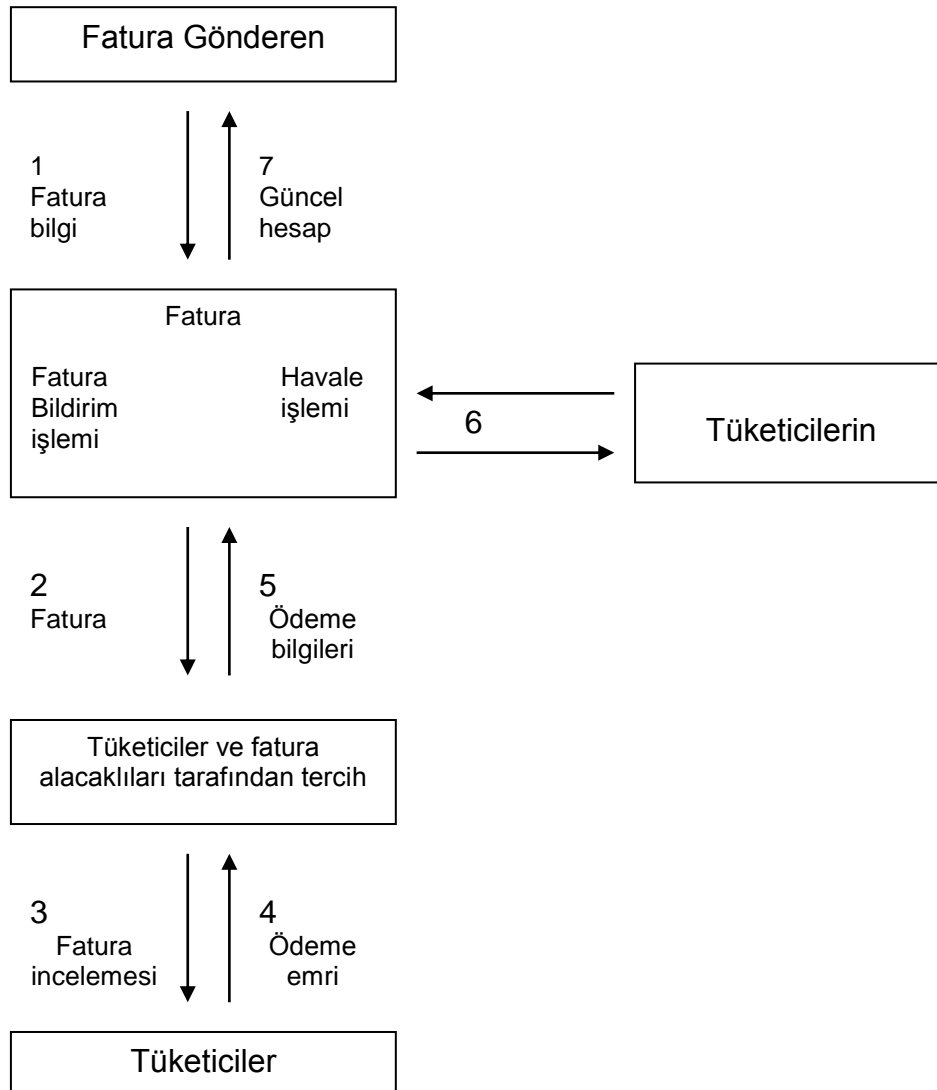 Fatura Gönderen
1
Fatura
bilgi
7
Güncel
hesap
Fatura
Fatura
Bildirim
işlemi
Havale
işlemi
6
Tüketicilerin
2
Fatura
5
Ödeme
bilgileri
Tüketiciler ve fatura
alacaklıları tarafından tercih
3
Fatura
incelemesi
4
Ödeme
emri
Tüketiciler